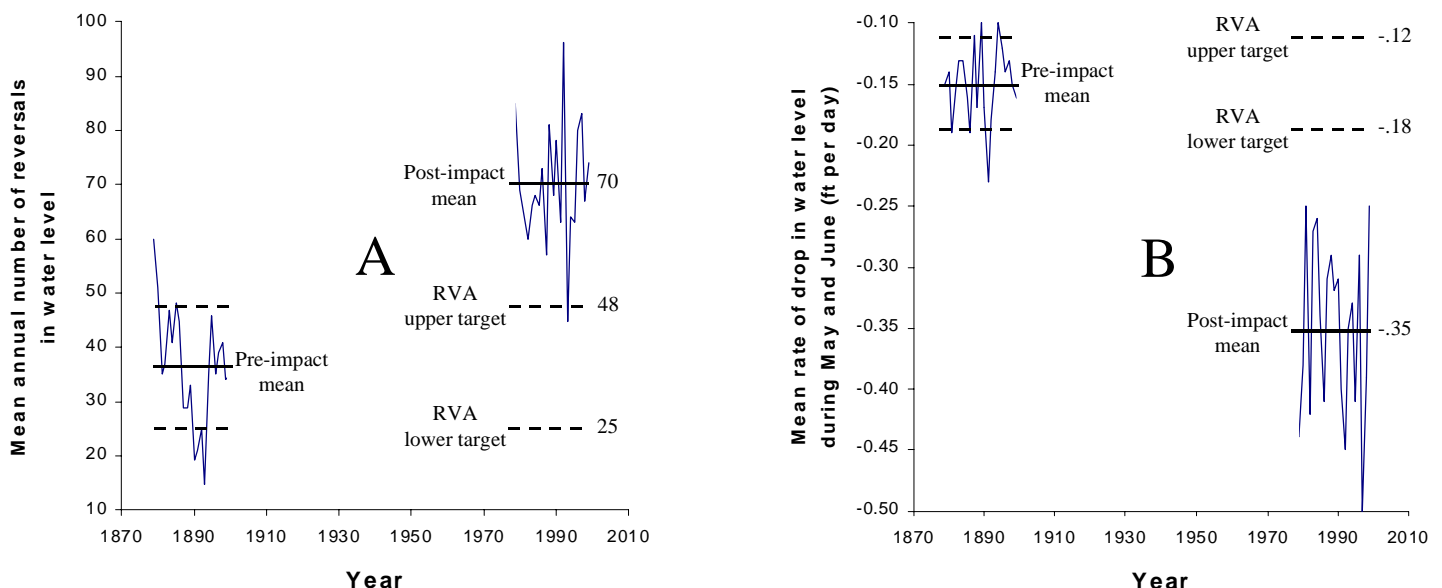 Mean annual number of reversals
in water level
100
90
80
70
60
50
40
30
20
10
1870
1890
1910
1930
1950
1970
1990
2010
Year
A
Pre-impact
mean
Post-impact
mean
70
RVA
upper target
48
RVA
lower target
25
Mean rate of drop in water level
during May and June (ft per day)
-0.10
-0.15
-0.20
-0.25
-0.30
-0.35
-0.40
-0.45
-0.50
1870
1890
1910
1930
1950
1970
1990
2010
Year
B
Pre-impact
mean
RVA
upper target
-.12
RVA
lower target
-.18
Post-impact
mean
-.35